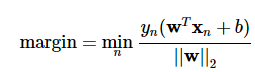 margin = min_n y_n(w^T x_n + b) / ||w||_2